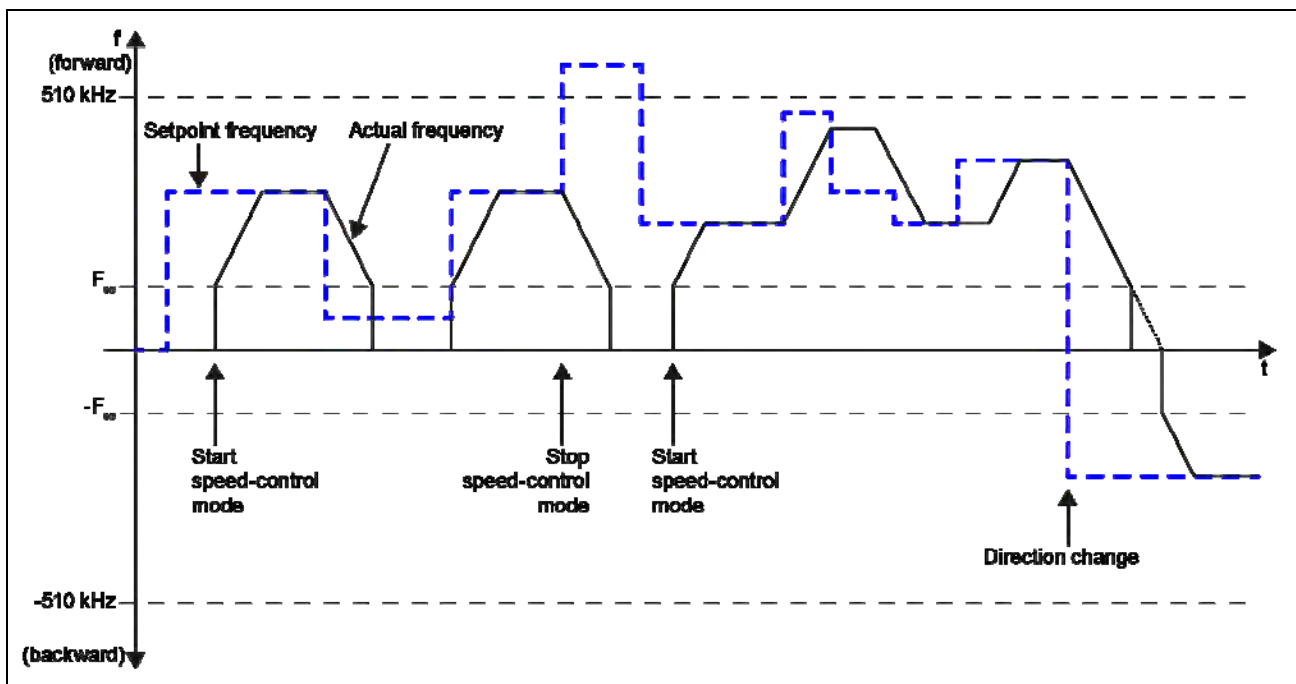 f
(forward)
510 kHz
Setpoint frequency
Actual frequency
t
Start
speed-control
mode
Stop
speed-control
mode
Start
speed-control
mode
Direction change
-510 kHz
(backward)